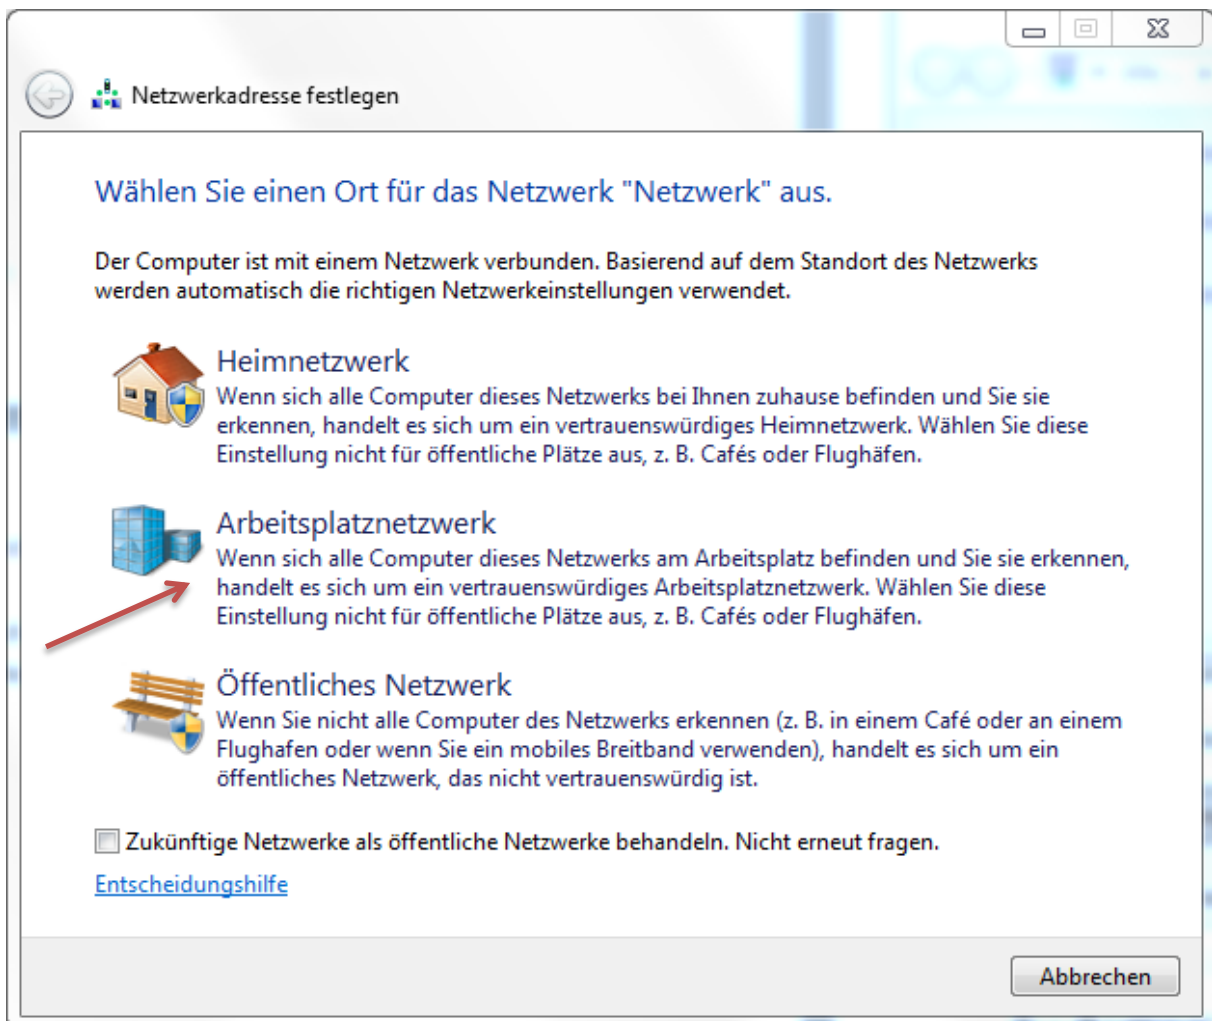 Netzwerkadresse festlegen
Wählen Sie einen Ort für das Netzwerk "Netzwerk" aus.
Der Computer ist mit einem Netzwerk verbunden. Basierend auf dem Standort des Netzwerks
werden automatisch die richtigen Netzwerkeinstellungen verwendet.
Heimnetzwerk
Wenn sich alle Computer dieses Netzwerks bei Ihnen zuhause befinden und Sie sie
erkennen, handelt es sich um ein vertrauenswürdiges Heimnetzwerk. Wählen Sie diese
Einstellung nicht für öffentliche Plätze aus, z. B. Cafés oder Flughäfen.
Arbeitsplatznetzwerk
Wenn sich alle Computer dieses Netzwerks am Arbeitsplatz befinden und Sie sie erkennen,
handelt es sich um ein vertrauenswürdiges Arbeitsplatznetzwerk. Wählen Sie diese
Einstellung nicht für öffentliche Plätze aus, z. B. Cafés oder Flughäfen.
Öffentliches Netzwerk
Wenn Sie nicht alle Computer des Netzwerks erkennen (z. B. in einem Café oder an einem
Flughafen oder wenn Sie ein mobiles Breitband verwenden), handelt es sich um ein
öffentliches Netzwerk, das nicht vertrauenswürdig ist.
Zukünftige Netzwerke als öffentliche Netzwerke behandeln. Nicht erneut fragen.
Entscheidungshilfe
Abbrechen